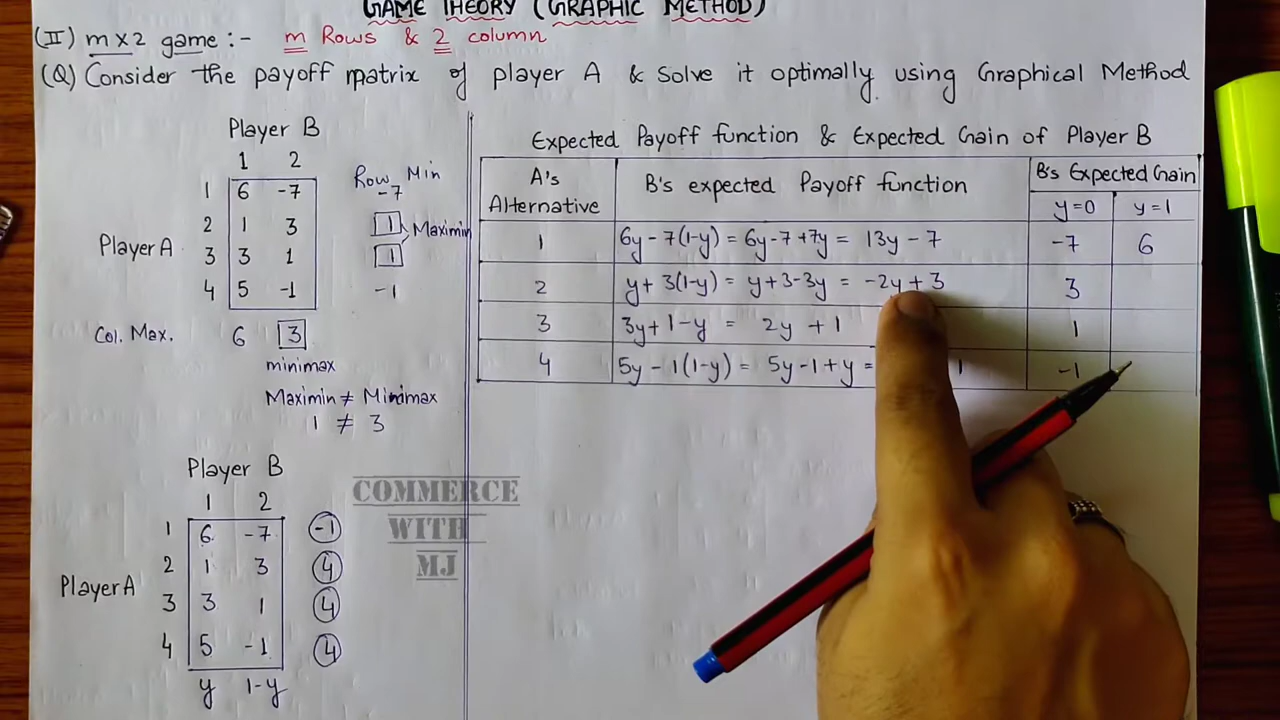 GAME THEORY (GRAPHIC METHOD)
(II) m x 2 game :- m Rows & 2 column
(Q) Consider the payoff matrix of player A & Solve it optimally using Graphical Method
Player B
1 2
Row Min
1 6 -7 -7
2 1 3 1 Maximin
Player A
3 3 1 1
4 5 -1 -1
Col. Max. 6 3
minimax
Maximin ≠ Minimax
1 ≠ 3
Player B
1 2
1 6 -7 -1
2 1 3 4
Player A
3 3 1 4
4 5 -1 4
y 1-y
COMMERCE
WITH
MJ
Expected Payoff function & Expected Gain of Player B
A's Alternative
B's expected Payoff function
B's Expected Gain
y=0 y=1
1 6y-7(1-y) = 6y-7+7y = 13y-7 -7 6
2 y+3(1-y) = y+3-3y = -2y+3 3
3 3y+1-y = 2y+1 1
4 5y-1(1-y) = 5y-1+y = 1 -1